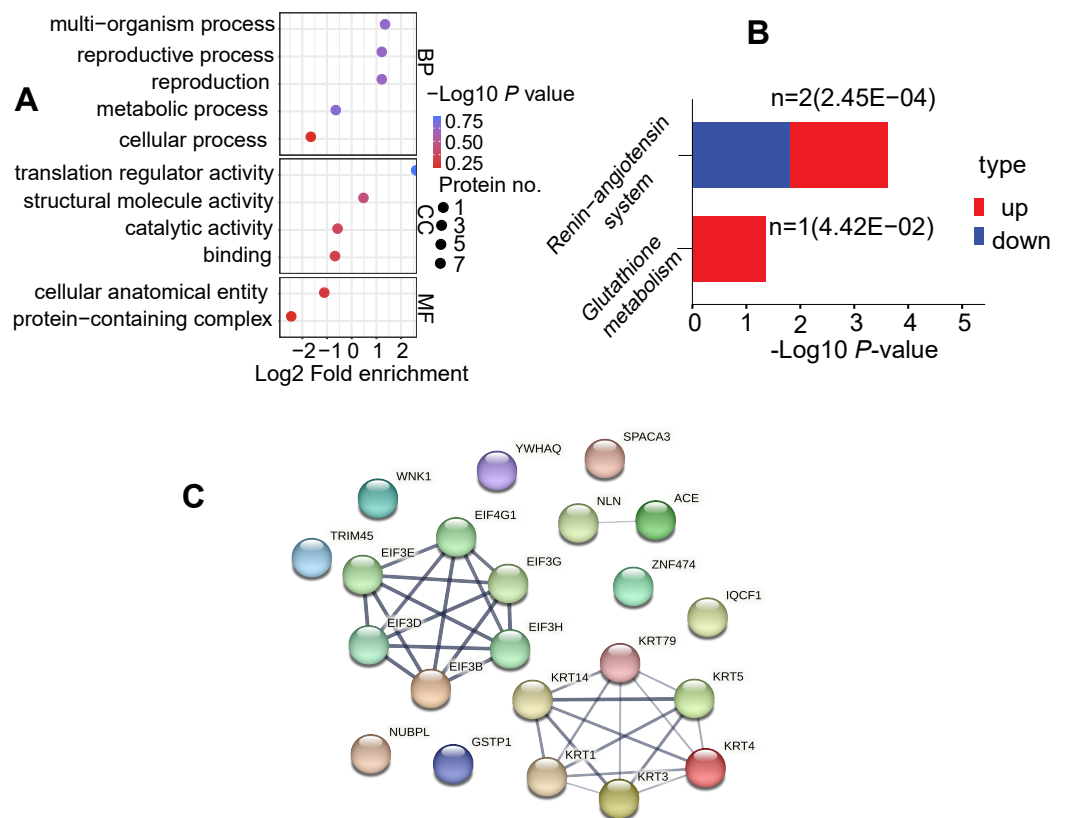 A
multi−organism process
reproductive process
reproduction
metabolic process
cellular process
BP
translation regulator activity
structural molecule activity
catalytic activity
binding
CC
cellular anatomical entity
protein−containing complex
MF
−2 −1 0 1 2
Log2 Fold enrichment
−Log10 P value
0.75
0.50
0.25
Protein no.
1
3
5
7
B
n=2(2.45E−04)
Renin−angiotensin
system
n=1(4.42E−02)
Glutathione
metabolism
0 1 2 3 4 5
-Log10 P-value
type
up
down
C
SPACA3
YWHAQ
WNK1
NLN
ACE
EIF4G1
TRIM45
EIF3E
EIF3G
ZNF474
IQCF1
EIF3D
EIF3H
KRT79
EIF3B
KRT14
KRT5
NUBPL
GSTP1
KRT4
KRT1
KRT3